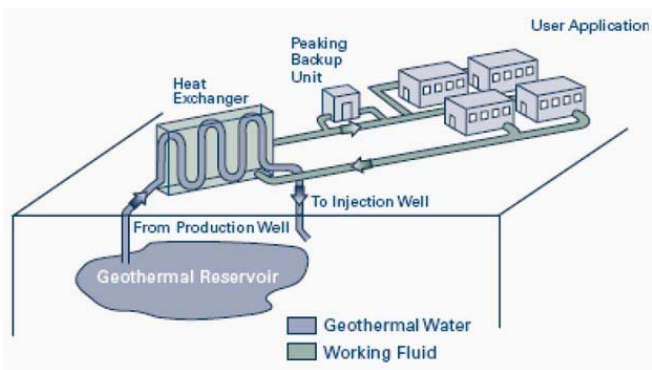 User Application
Peaking
Backup
Unit
Heat
Exchanger
To Injection Well
From Production Well
Geothermal Reservoir
Geothermal Water
Working Fluid